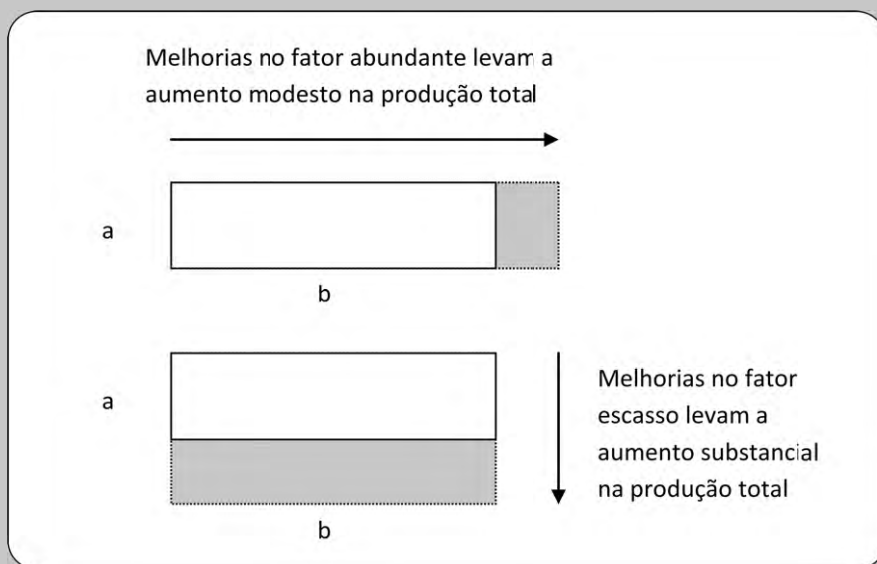 Melhorias no fator abundante levam a
aumento modesto na produção total
a
b
a
Melhorias no fator
escasso levam a
aumento substancial
na produção total
b